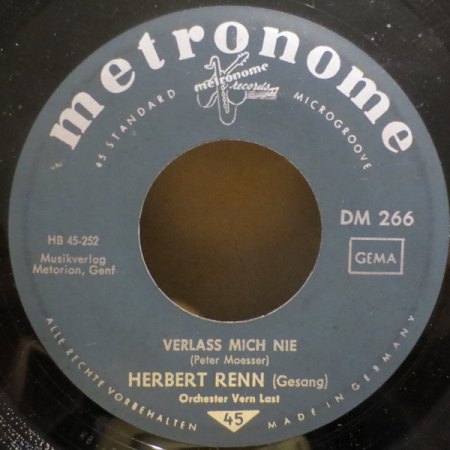 metronome
metronome
records
45 STANDARD
MICROGROOVE
DM 266
HB 45-252
Musikverlag
Metorion, Genf
GEMA
VERLASS MICH NIE
(Peter Moesser)
HERBERT RENN (Gesang)
Orchester Vern Last
45
ALLE RECHTE VORBEHALTEN
MADE IN GERMANY